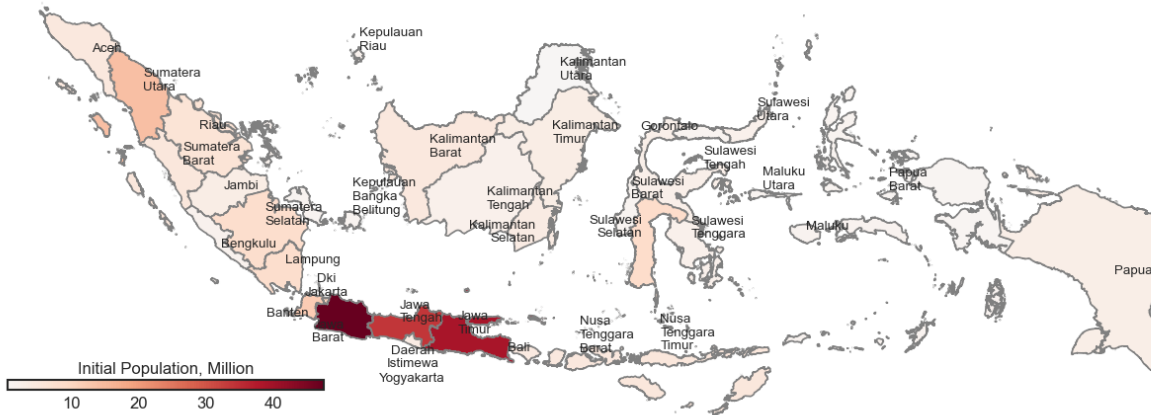 Kepulauan
Riau
Aceh
Sumatera
Utara
Kalimantan
Utara
Sulawesi
Utara
Riau
Kalimantan
Timur
Gorontalo
Kalimantan
Barat
Sumatera
Barat
Sulawesi
Tengah
Maluku
Utara
Papua
Barat
Jambi
Kepulauan
Bangka
Belitung
Sulawesi
Barat
Kalimantan
Tengah
Sumatera
Selatan
Sulawesi
Selatan
Sulawesi
Tenggara
Kalimantan
Selatan
Maluku
Bengkulu
Lampung
Papua
Dki
Jakarta
Banten
Jawa
Tengah
Jawa
Timur
Nusa
Tenggara
Barat
Nusa
Tenggara
Timur
Barat
Bali
Daerah
Istimewa
Yogyakarta
Initial Population, Million
10 20 30 40